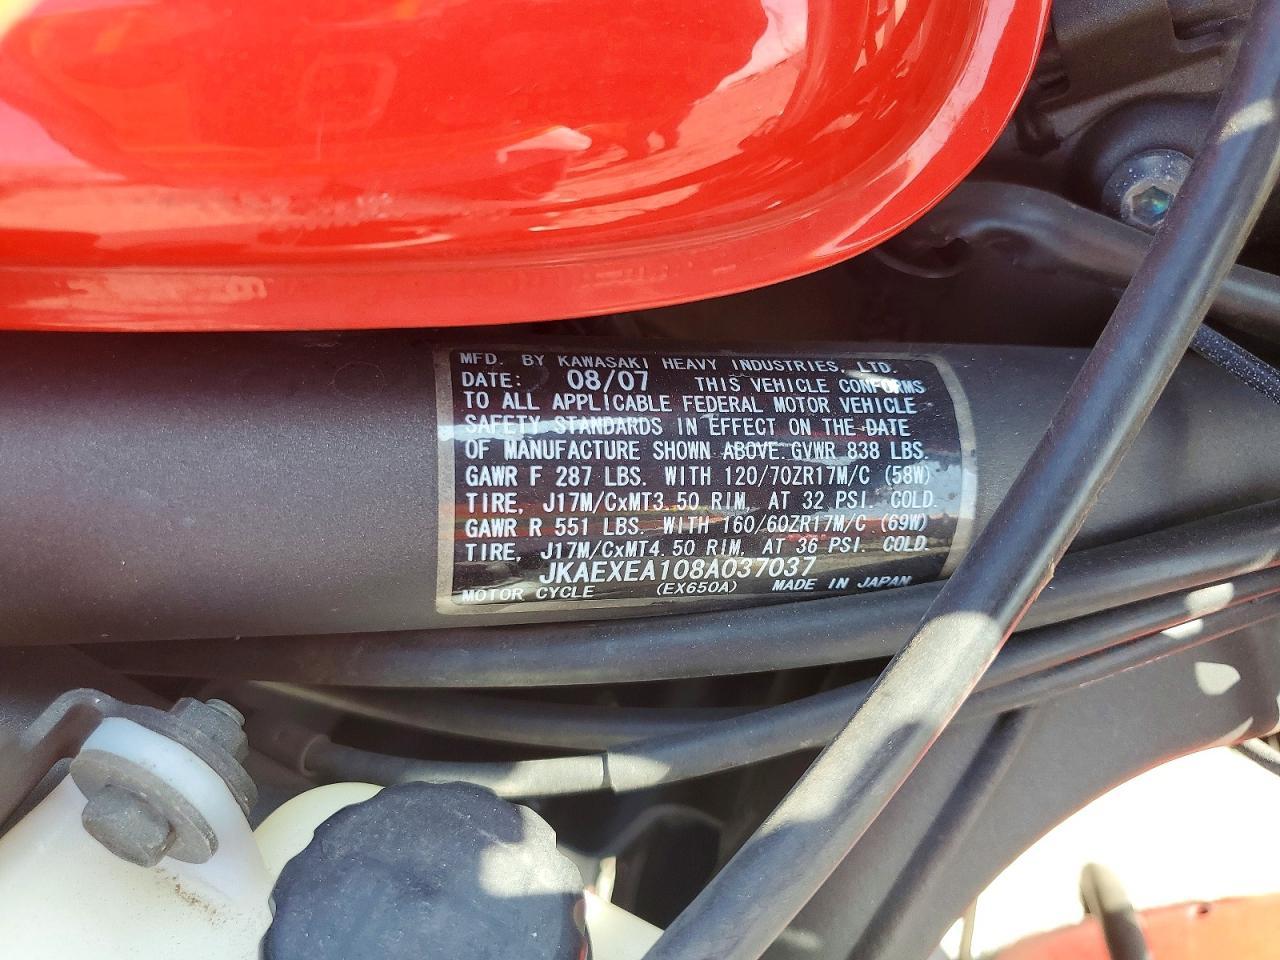 MFD. BY KAWASAKI HEAVY INDUSTRIES, LTD.
DATE: 08/07 THIS VEHICLE CONFORMS
TO ALL APPLICABLE FEDERAL MOTOR VEHICLE
SAFETY STANDARDS IN EFFECT ON THE DATE
OF MANUFACTURE SHOWN ABOVE. GVWR 838 LBS.
GAWR F 287 LBS. WITH 120/70ZR17M/C (58W)
TIRE, J17M/CxMT3.50 RIM, AT 32 PSI. COLD.
GAWR R 551 LBS. WITH 160/60ZR17M/C (69W)
TIRE, J17M/CxMT4.50 RIM, AT 36 PSI. COLD.
JKAEXEA108A037037
MOTOR CYCLE (EX650A) MADE IN JAPAN